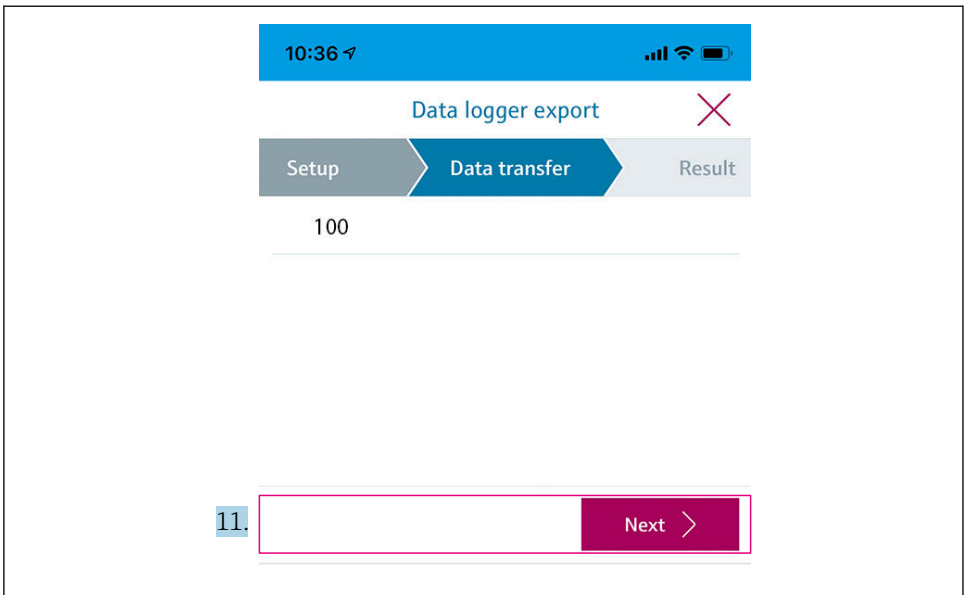 10:36
Data logger export
Setup Data transfer Result
100
11. Next